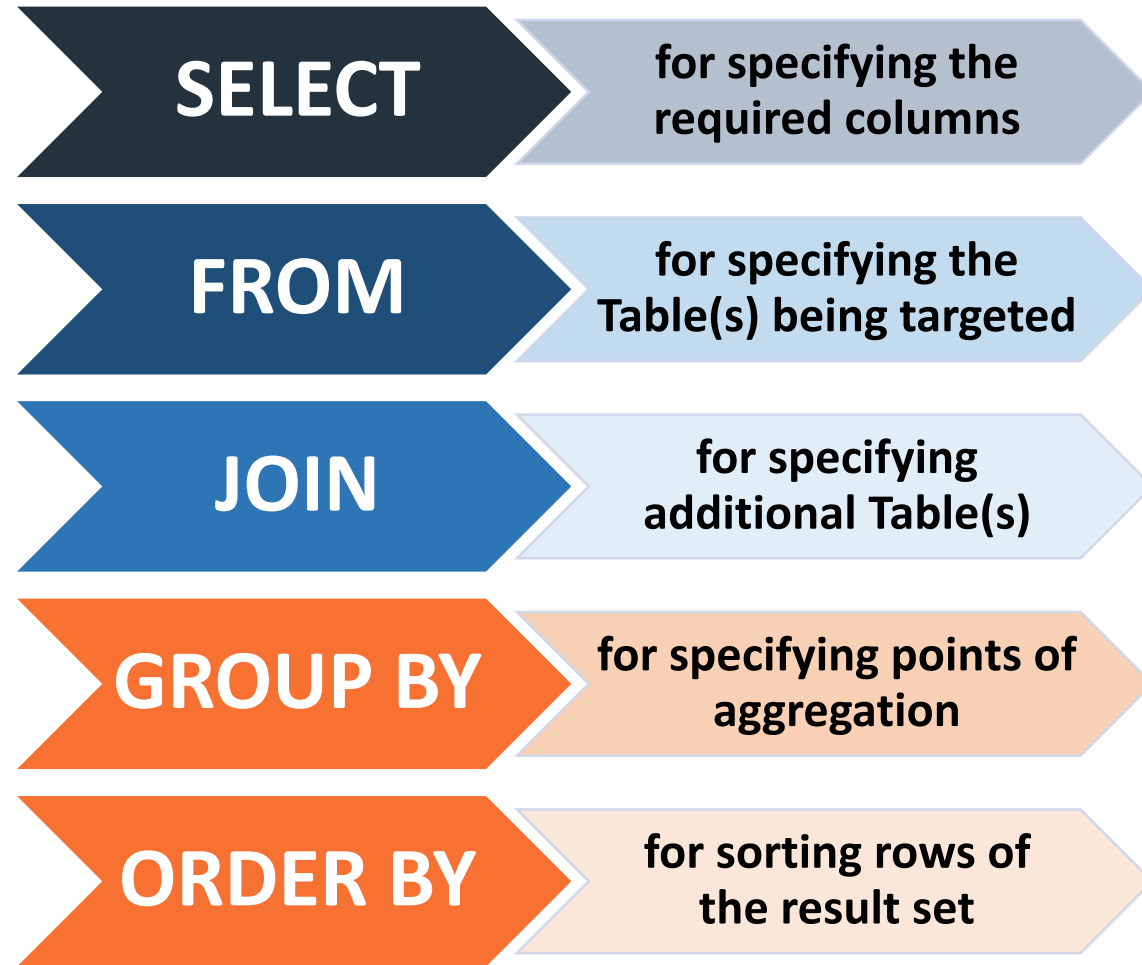 SELECT
for specifying the
required columns
FROM
for specifying the
Table(s) being targeted
JOIN
for specifying
additional Table(s)
GROUP BY
for specifying points of
aggregation
ORDER BY
for sorting rows of
the result set